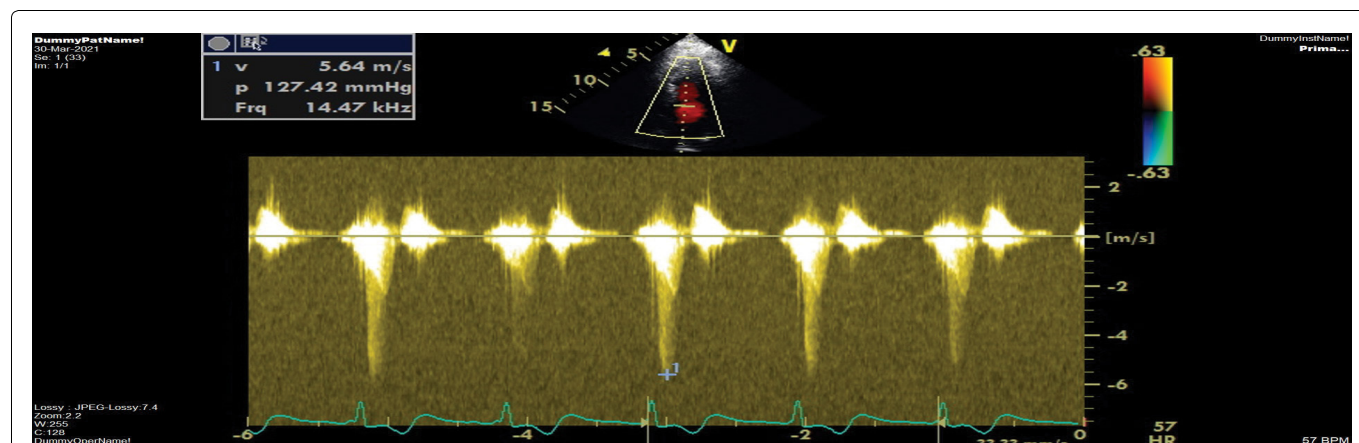 DummyPatName!
30-Mar-2021
Se: 1 (33)
Im: 1/1
1 v 5.64 m/s
p 127.42 mmHg
Frq 14.47 kHz
5
10
15
V
DummyInstName!
Prima...
.63
-.63
2
[m/s]
-2
-4
-6
1
Lossy : JPEG-Lossy:7.4
Zoom:2.2
W:255
C:128
DummyOperName!
-6
-4
-2
0
57
HR
57 BPM